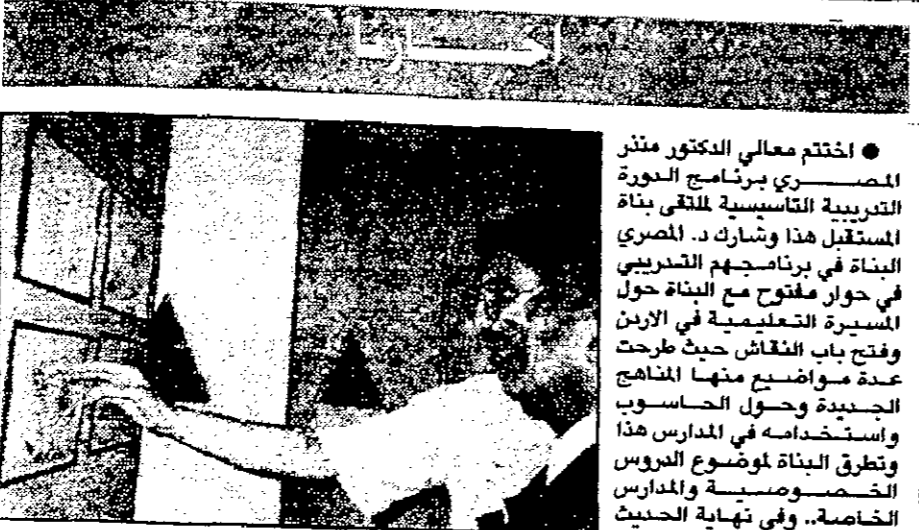 أخبارنا
● اختتم معالي الدكتور منذر
المصري برنامج الدورة
التدريبية التأسيسية لملتقى بناة
المستقبل هذا وشارك د. المصري
البناة في برنامجهم التدريبي
في حوار مفتوح مع البناة حول
المسيرة التعليمية في الاردن
وفتح باب النقاش حيث طرحت
عدة مواضيع منها المناهج
الجديدة وحول الحاسوب
واستخدامه في المدارس هذا
وتطرق البناة لموضوع الدروس
الخصوصية والمدارس
الخاصة.. وفي نهاية الحديث